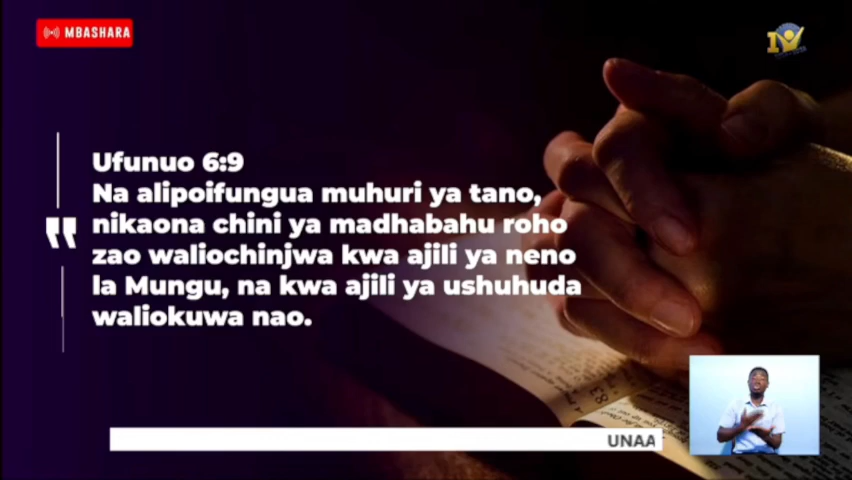 MBASHARA
Ufunuo 6:9
Na alipoifungua muhuri ya tano,
nikaona chini ya madhabahu roho
zao waliochinjwa kwa ajili ya neno
la Mungu, na kwa ajili ya ushuhuda
waliokuwa nao.
UNAA